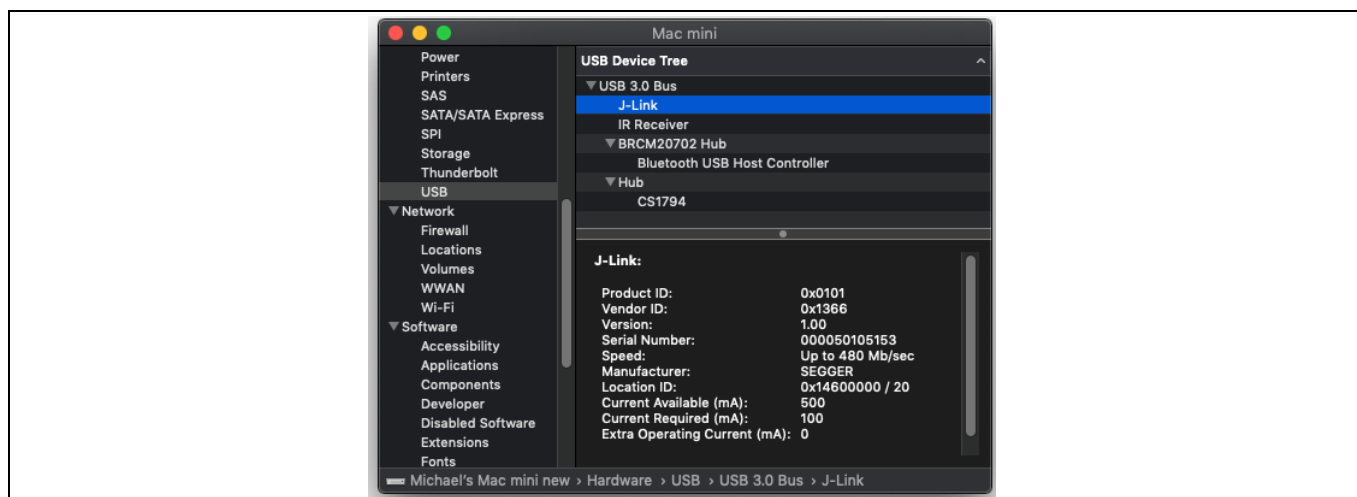 Mac mini
Power
Printers
SAS
SATA/SATA Express
SPI
Storage
Thunderbolt
USB
Network
Firewall
Locations
Volumes
WWAN
Wi-Fi
Software
Accessibility
Applications
Components
Developer
Disabled Software
Extensions
Fonts
USB Device Tree
USB 3.0 Bus
J-Link
IR Receiver
BRCM20702 Hub
Bluetooth USB Host Controller
Hub
CS1794
J-Link:
Product ID: 0x0101
Vendor ID: 0x1366
Version: 1.00
Serial Number: 000050105153
Speed: Up to 480 Mb/sec
Manufacturer: SEGGER
Location ID: 0x14600000 / 20
Current Available (mA): 500
Current Required (mA): 100
Extra Operating Current (mA): 0
Michael's Mac mini new › Hardware › USB › USB 3.0 Bus › J-Link